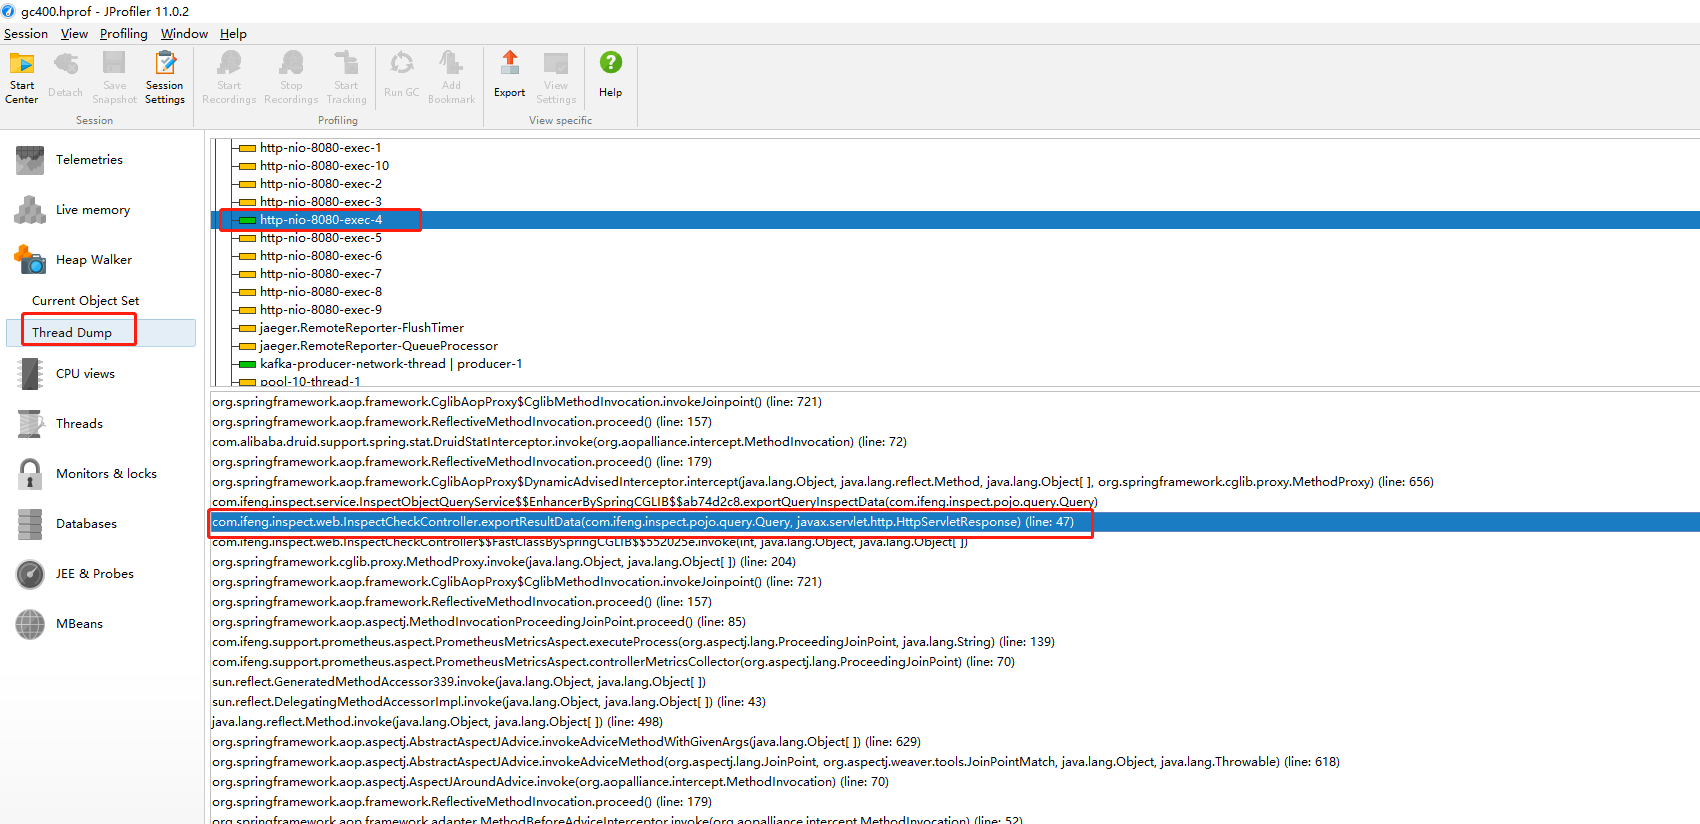 gc400.hprof - JProfiler 11.0.2
Session View Profiling Window Help
Start Center
Detach
Save Snapshot
Session Settings
Start Recordings
Stop Recordings
Start Tracking
Run GC
Add Bookmark
Export
View Settings
Help
Session
Profiling
View specific
Telemetries
Live memory
Heap Walker
Current Object Set
Thread Dump
CPU views
Threads
Monitors & locks
Databases
JEE & Probes
MBeans
http-nio-8080-exec-1
http-nio-8080-exec-10
http-nio-8080-exec-2
http-nio-8080-exec-3
http-nio-8080-exec-4
http-nio-8080-exec-5
http-nio-8080-exec-6
http-nio-8080-exec-7
http-nio-8080-exec-8
http-nio-8080-exec-9
jaeger.RemoteReporter-FlushTimer
jaeger.RemoteReporter-QueueProcessor
kafka-producer-network-thread | producer-1
pool-10-thread-1
org.springframework.aop.framework.CglibAopProxy$CglibMethodInvocation.invokeJoinpoint() (line: 721)
org.springframework.aop.framework.ReflectiveMethodInvocation.proceed() (line: 157)
com.alibaba.druid.support.spring.stat.DruidStatInterceptor.invoke(org.aopalliance.intercept.MethodInvocation) (line: 72)
org.springframework.aop.framework.ReflectiveMethodInvocation.proceed() (line: 179)
org.springframework.aop.framework.CglibAopProxy$DynamicAdvisedInterceptor.intercept(java.lang.Object, java.lang.reflect.Method, java.lang.Object[ ], org.springframework.cglib.proxy.MethodProxy) (line: 656)
com.ifeng.inspect.service.InspectObjectQueryService$$EnhancerBySpringCGLIB$$ab74d2c8.exportQueryInspectData(com.ifeng.inspect.pojo.query.Query)
com.ifeng.inspect.web.InspectCheckController.exportResultData(com.ifeng.inspect.pojo.query.Query, javax.servlet.http.HttpServletResponse) (line: 47)
com.ifeng.inspect.web.InspectCheckController$$FastClassBySpringCGLIB$$552025e.invoke(int, java.lang.Object, java.lang.Object[ ])
org.springframework.cglib.proxy.MethodProxy.invoke(java.lang.Object, java.lang.Object[ ]) (line: 204)
org.springframework.aop.framework.CglibAopProxy$CglibMethodInvocation.invokeJoinpoint() (line: 721)
org.springframework.aop.framework.ReflectiveMethodInvocation.proceed() (line: 157)
org.springframework.aop.aspectj.MethodInvocationProceedingJoinPoint.proceed() (line: 85)
com.ifeng.support.prometheus.aspect.PrometheusMetricsAspect.executeProcess(org.aspectj.lang.ProceedingJoinPoint, java.lang.String) (line: 139)
com.ifeng.support.prometheus.aspect.PrometheusMetricsAspect.controllerMetricsCollector(org.aspectj.lang.ProceedingJoinPoint) (line: 70)
sun.reflect.GeneratedMethodAccessor339.invoke(java.lang.Object, java.lang.Object[ ])
sun.reflect.DelegatingMethodAccessorImpl.invoke(java.lang.Object, java.lang.Object[ ]) (line: 43)
java.lang.reflect.Method.invoke(java.lang.Object, java.lang.Object[ ]) (line: 498)
org.springframework.aop.aspectj.AbstractAspectJAdvice.invokeAdviceMethodWithGivenArgs(java.lang.Object[ ]) (line: 629)
org.springframework.aop.aspectj.AbstractAspectJAdvice.invokeAdviceMethod(org.aspectj.lang.JoinPoint, org.aspectj.weaver.tools.JoinPointMatch, java.lang.Object, java.lang.Throwable) (line: 618)
org.springframework.aop.aspectj.AspectJAroundAdvice.invoke(org.aopalliance.intercept.MethodInvocation) (line: 70)
org.springframework.aop.framework.ReflectiveMethodInvocation.proceed() (line: 179)
org.springframework.aop.framework.adapter.MethodBeforeAdviceInterceptor.invoke(org.aopalliance.intercept.MethodInvocation) (line: 52)